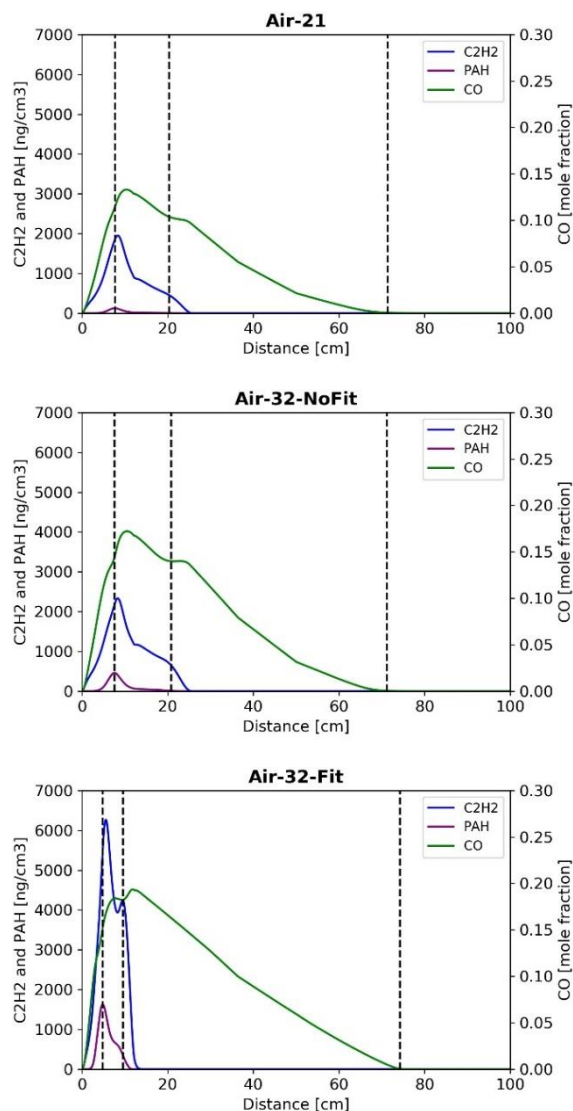 Air-21
7000
6000
5000
4000
3000
2000
1000
0
C2H2 and PAH [ng/cm3]
0.30
0.25
0.20
0.15
0.10
0.05
0.00
CO [mole fraction]
C2H2
PAH
CO
0 20 40 60 80 100
Distance [cm]
Air-32-NoFit
7000
6000
5000
4000
3000
2000
1000
0
C2H2 and PAH [ng/cm3]
0.30
0.25
0.20
0.15
0.10
0.05
0.00
CO [mole fraction]
C2H2
PAH
CO
0 20 40 60 80 100
Distance [cm]
Air-32-Fit
7000
6000
5000
4000
3000
2000
1000
0
C2H2 and PAH [ng/cm3]
0.30
0.25
0.20
0.15
0.10
0.05
0.00
CO [mole fraction]
C2H2
PAH
CO
0 20 40 60 80 100
Distance [cm]